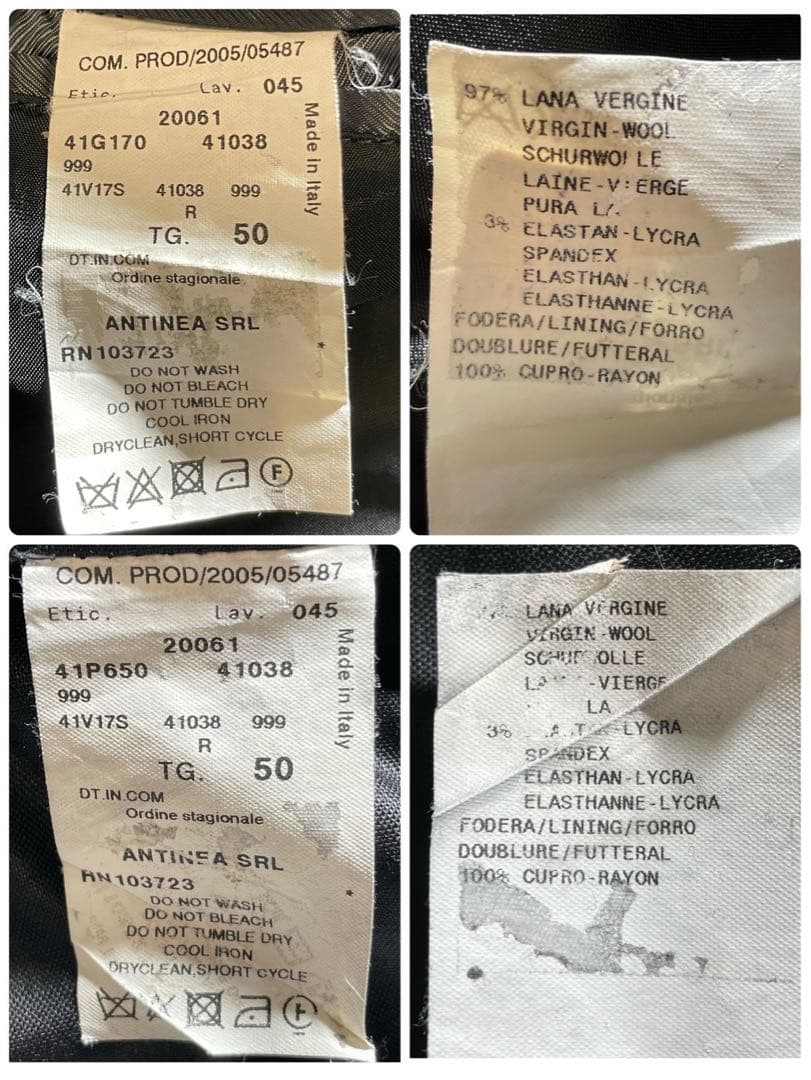 COM. PROD/2005/05487
Etic. Lav. 045
20061
41G170 41038
999
41V17S 41038 999
R
TG. 50
DT.IN.COM
Ordine stagionale
ANTINEA SRL
RN103723 *
DO NOT WASH
DO NOT BLEACH
DO NOT TUMBLE DRY
COOL IRON
DRYCLEAN,SHORT CYCLE
F
Made in Italy
97% LANA VERGINE
VIRGIN-WOOL
SCHURWOLLE
LAINE-VIERGE
PURA
3% ELASTAN-LYCRA
SPANDEX
ELASTHAN-LYCRA
ELASTHANNE-LYCRA
FODERA/LINING/FORRO
DOUBLURE/FUTTERAL
100% CUPRO-RAYON
COM. PROD/2005/05487
Etic. Lav. 045
20061
41P650 41038
999
41V17S 41038 999
R
TG. 50
DT.IN.COM
Ordine stagionale
ANTINEA SRL
RN103723 *
DO NOT WASH
DO NOT BLEACH
DO NOT TUMBLE DRY
COOL IRON
DRYCLEAN,SHORT CYCLE
F
Made in Italy
LANA VERGINE
VIRGIN-WOOL
SCHURWOLLE
-VIERGE
LA
3% LYCRA
SPANDEX
ELASTHAN-LYCRA
ELASTHANNE-LYCRA
FODERA/LINING/FORRO
DOUBLURE/FUTTERAL
100% CUPRO-RAYON